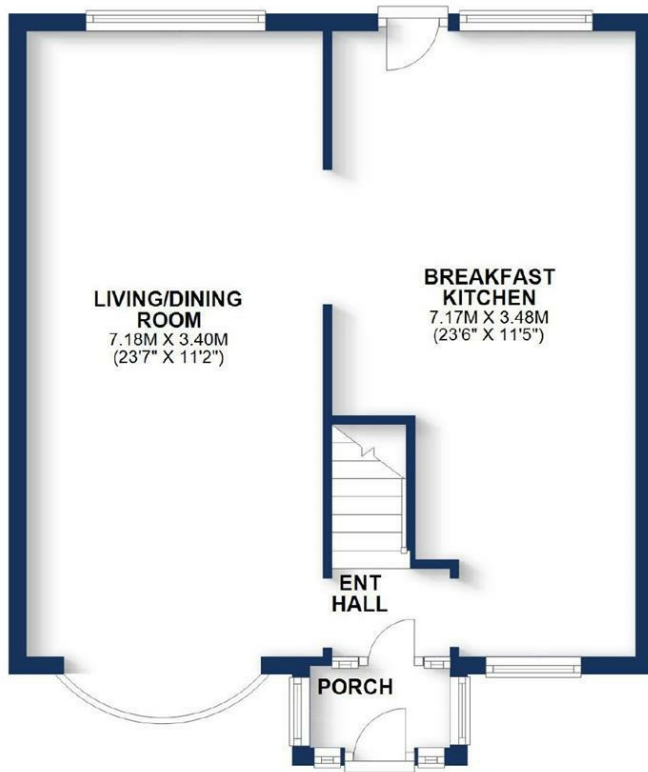 LIVING/DINING
ROOM
7.18M X 3.40M
(23'7" X 11'2")
BREAKFAST
KITCHEN
7.17M X 3.48M
(23'6" X 11'5")
ENT
HALL
PORCH